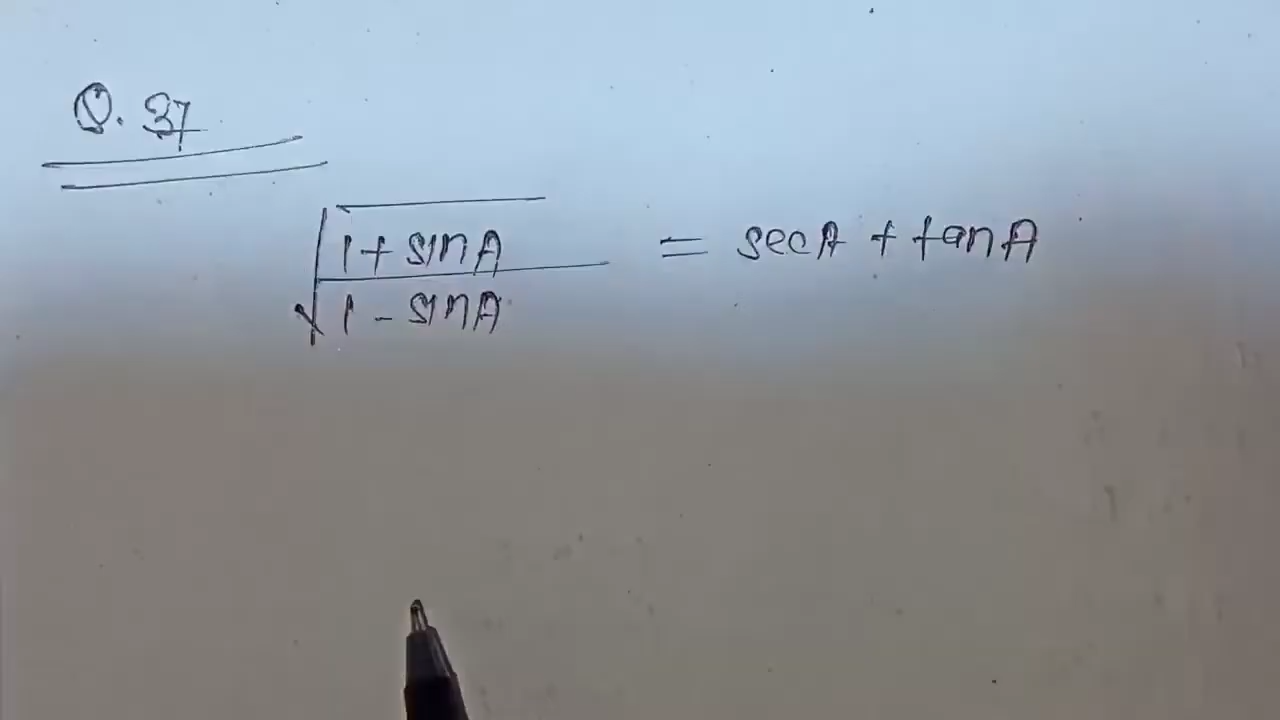 Q. 37
√(1 + sinA / 1 - sinA) = secA + tanA